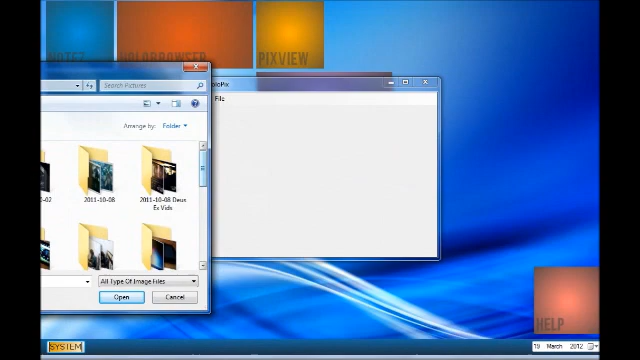 NOTEZ HOLOBROWSER PIXVIEW
Search Pictures
File
Arrange by: Folder
2011-10-08
2011-10-08 Deus
Ex Vids
All Type Of Image Files
Open Cancel
HELP
SYSTEM
19 March 2012